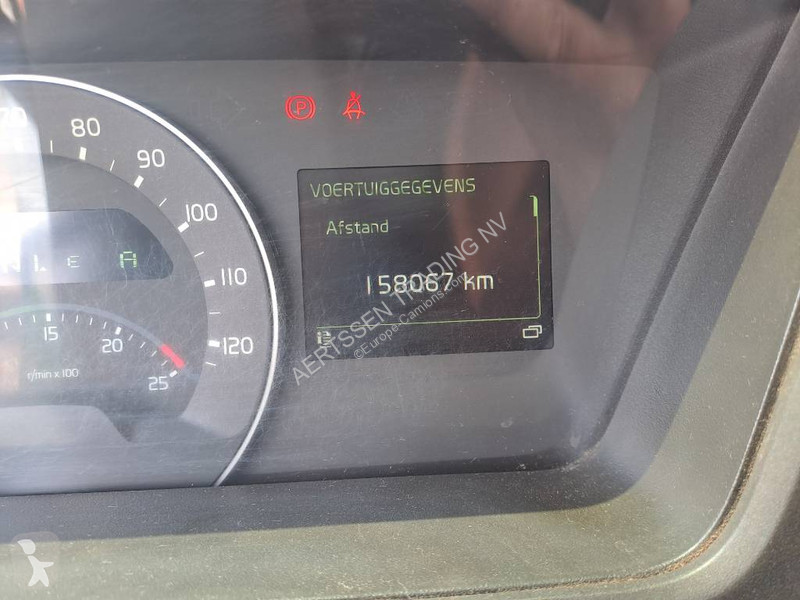 70
80
90
100
110
120
N 1. E A
15
20
25
r/min x 100
P
VOERTUIGGEGEVENS
Afstand
158067 km
AERTSSEN TRADING NV
©Europe-Camions.com